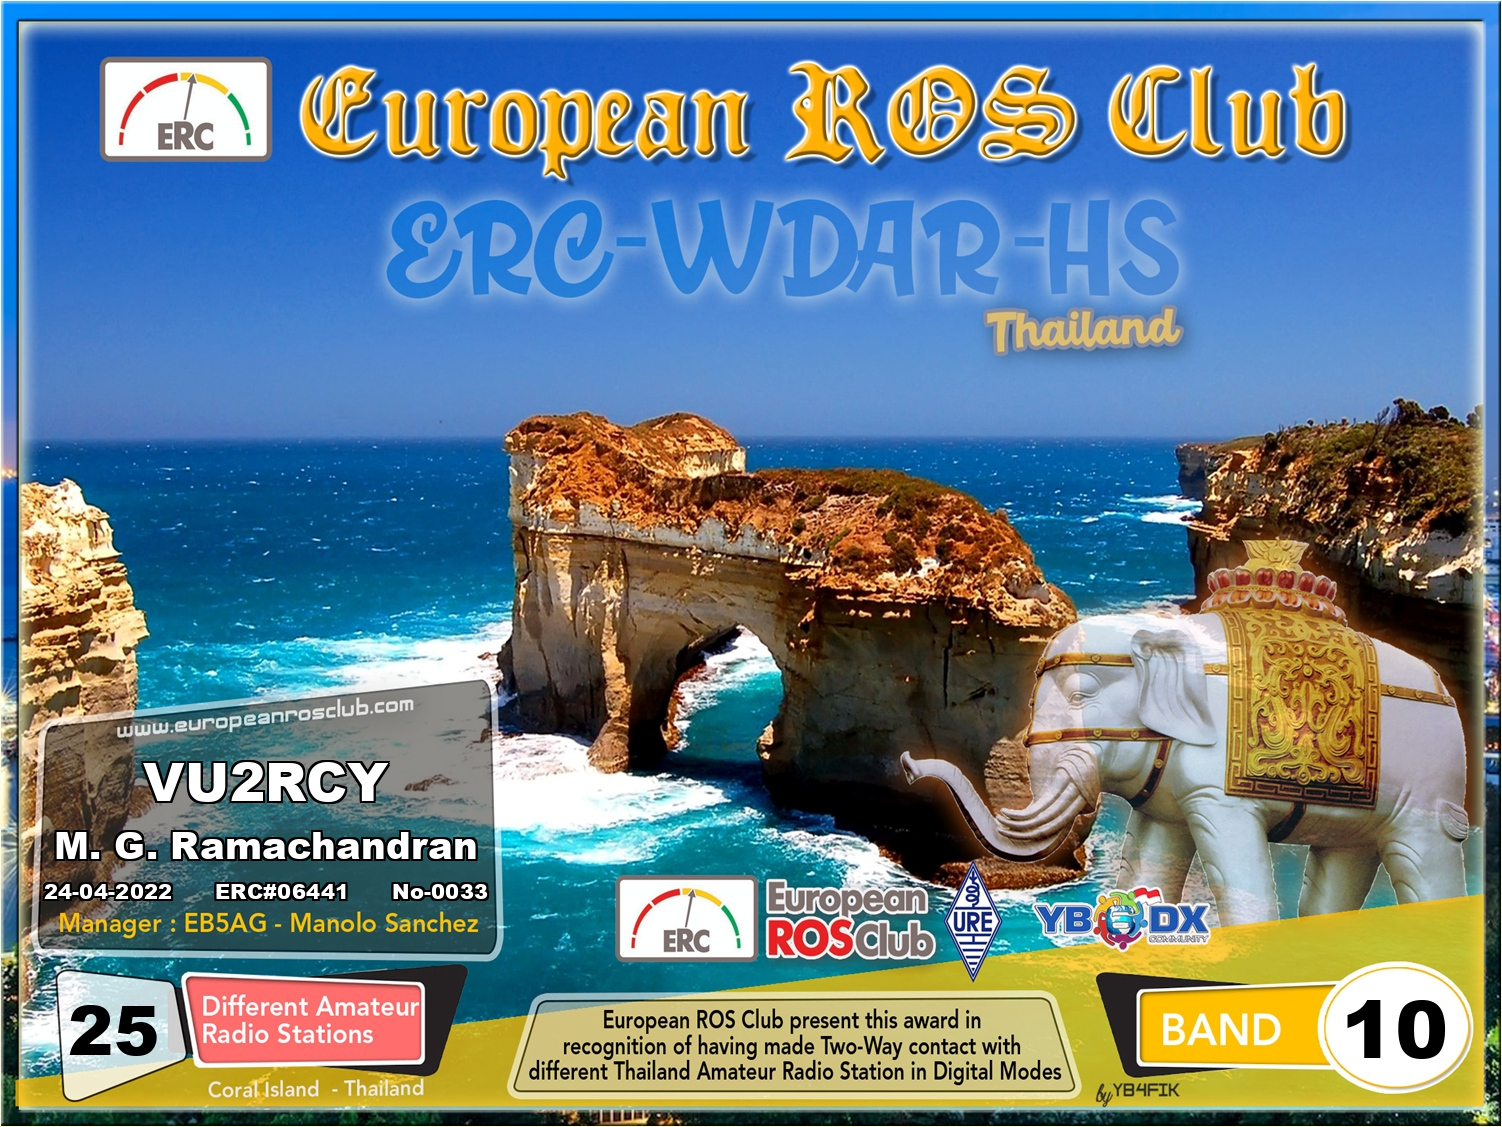 ERC
European ROS Club
ERC-WDAR-HS
Thailand
www.europeanrosclub.com
VU2RCY
M. G. Ramachandran
24-04-2022 ERC#06441 No-0033
Manager : EB5AG - Manolo Sanchez
ERC
European
ROSClub
URE
YB DX
COMMUNITY
25
Different Amateur
Radio Stations
Coral Island - Thailand
European ROS Club present this award in
recognition of having made Two-Way contact with
different Thailand Amateur Radio Station in Digital Modes
BAND
10
by YB4FIK